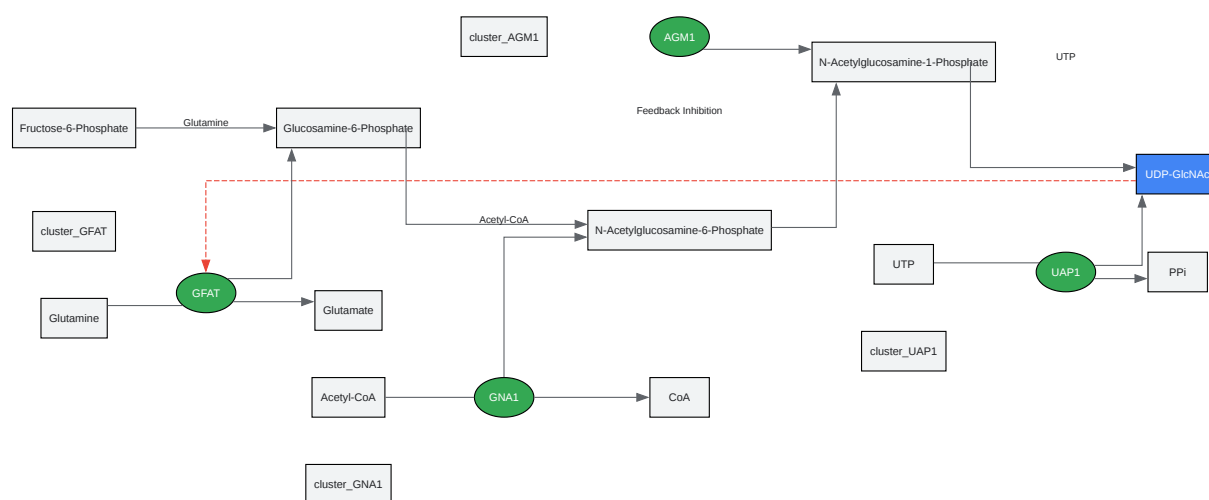 cluster_AGM1
AGM1
N-Acetylglucosamine-1-Phosphate
UTP
Feedback Inhibition
Fructose-6-Phosphate
Glutamine
Glucosamine-6-Phosphate
UDP-GlcNAc
cluster_GFAT
Acetyl-CoA
N-Acetylglucosamine-6-Phosphate
UTP
UAP1
PPi
GFAT
Glutamine
Glutamate
cluster_UAP1
Acetyl-CoA
GNA1
CoA
cluster_GNA1